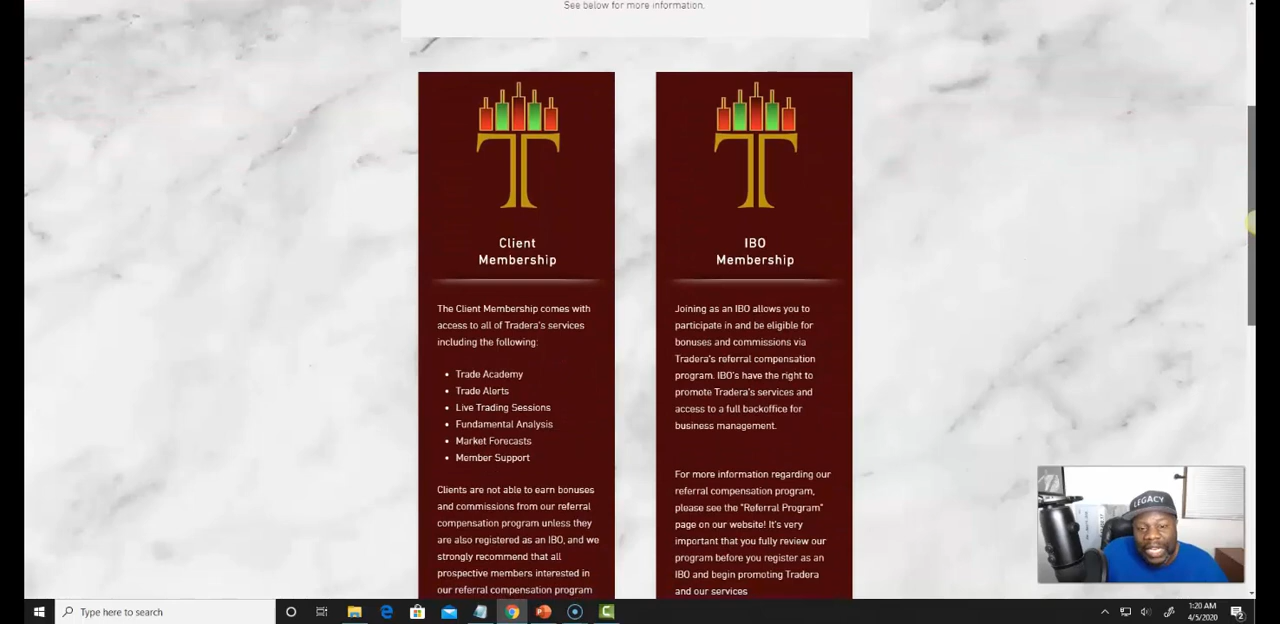 See below for more information.
Client
Membership
The Client Membership comes with
access to all of Tradera's services
including the following:
• Trade Academy
• Trade Alerts
• Live Trading Sessions
• Fundamental Analysis
• Market Forecasts
• Member Support
Clients are not able to earn bonuses
and commissions from our referral
compensation program unless they
are also registered as an IBO, and we
strongly recommend that all
prospective members interested in
our referral compensation program
IBO
Membership
Joining as an IBO allows you to
participate in and be eligible for
bonuses and commissions via
Tradera's referral compensation
program. IBO's have the right to
promote Tradera's services and
access to a full backoffice for
business management.
For more information regarding our
referral compensation program,
please see the "Referral Program"
page on our website! It's very
important that you fully review our
program before you register as an
IBO and begin promoting Tradera
and our services
LEGACY
Type here to search
1:20 AM
4/5/2020
2